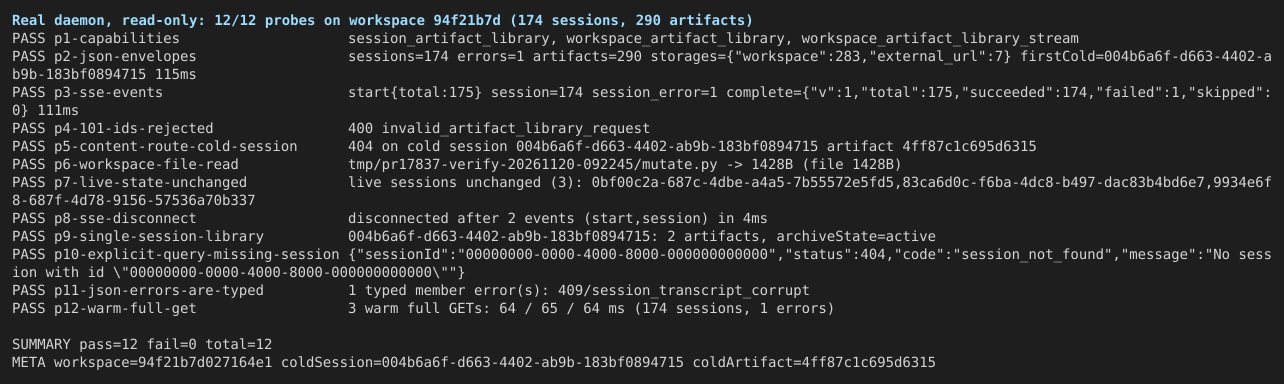 Real daemon, read-only: 12/12 probes on workspace 94f21b7d (174 sessions, 290 artifacts)
PASS p1-capabilities session_artifact_library, workspace_artifact_library, workspace_artifact_library_stream
PASS p2-json-envelopes sessions=174 errors=1 artifacts=290 storages={"workspace":283,"external_url":7} firstCold=004b6a6f-d663-4402-a
b9b-183bf0894715 115ms
PASS p3-sse-events start{total:175} session=174 session_error=1 complete={"v":1,"total":175,"succeeded":174,"failed":1,"skipped":
0} 111ms
PASS p4-101-ids-rejected 400 invalid_artifact_library_request
PASS p5-content-route-cold-session 404 on cold session 004b6a6f-d663-4402-ab9b-183bf0894715 artifact 4ff87c1c695d6315
PASS p6-workspace-file-read tmp/pr17837-verify-20261120-092245/mutate.py -> 1428B (file 1428B)
PASS p7-live-state-unchanged live sessions unchanged (3): 0bf00c2a-687c-4dbe-a4a5-7b55572e5fd5,83ca6d0c-f6ba-4dc8-b497-dac83b4bd6e7,9934e6f
8-687f-4d78-9156-57536a70b337
PASS p8-sse-disconnect disconnected after 2 events (start,session) in 4ms
PASS p9-single-session-library 004b6a6f-d663-4402-ab9b-183bf0894715: 2 artifacts, archiveState=active
PASS p10-explicit-query-missing-session {"sessionId":"00000000-0000-4000-8000-000000000000","status":404,"code":"session_not_found","message":"No sess
ion with id \"00000000-0000-4000-8000-000000000000\""}
PASS p11-json-errors-are-typed 1 typed member error(s): 409/session_transcript_corrupt
PASS p12-warm-full-get 3 warm full GETs: 64 / 65 / 64 ms (174 sessions, 1 errors)
SUMMARY pass=12 fail=0 total=12
META workspace=94f21b7d027164e1 coldSession=004b6a6f-d663-4402-ab9b-183bf0894715 coldArtifact=4ff87c1c695d6315